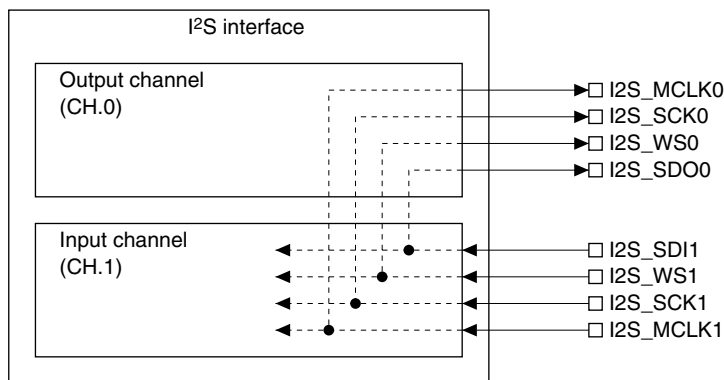 I²S interface
Output channel
(CH.0)
I2S_MCLK0
I2S_SCK0
I2S_WS0
I2S_SDO0
Input channel
(CH.1)
I2S_SDI1
I2S_WS1
I2S_SCK1
I2S_MCLK1